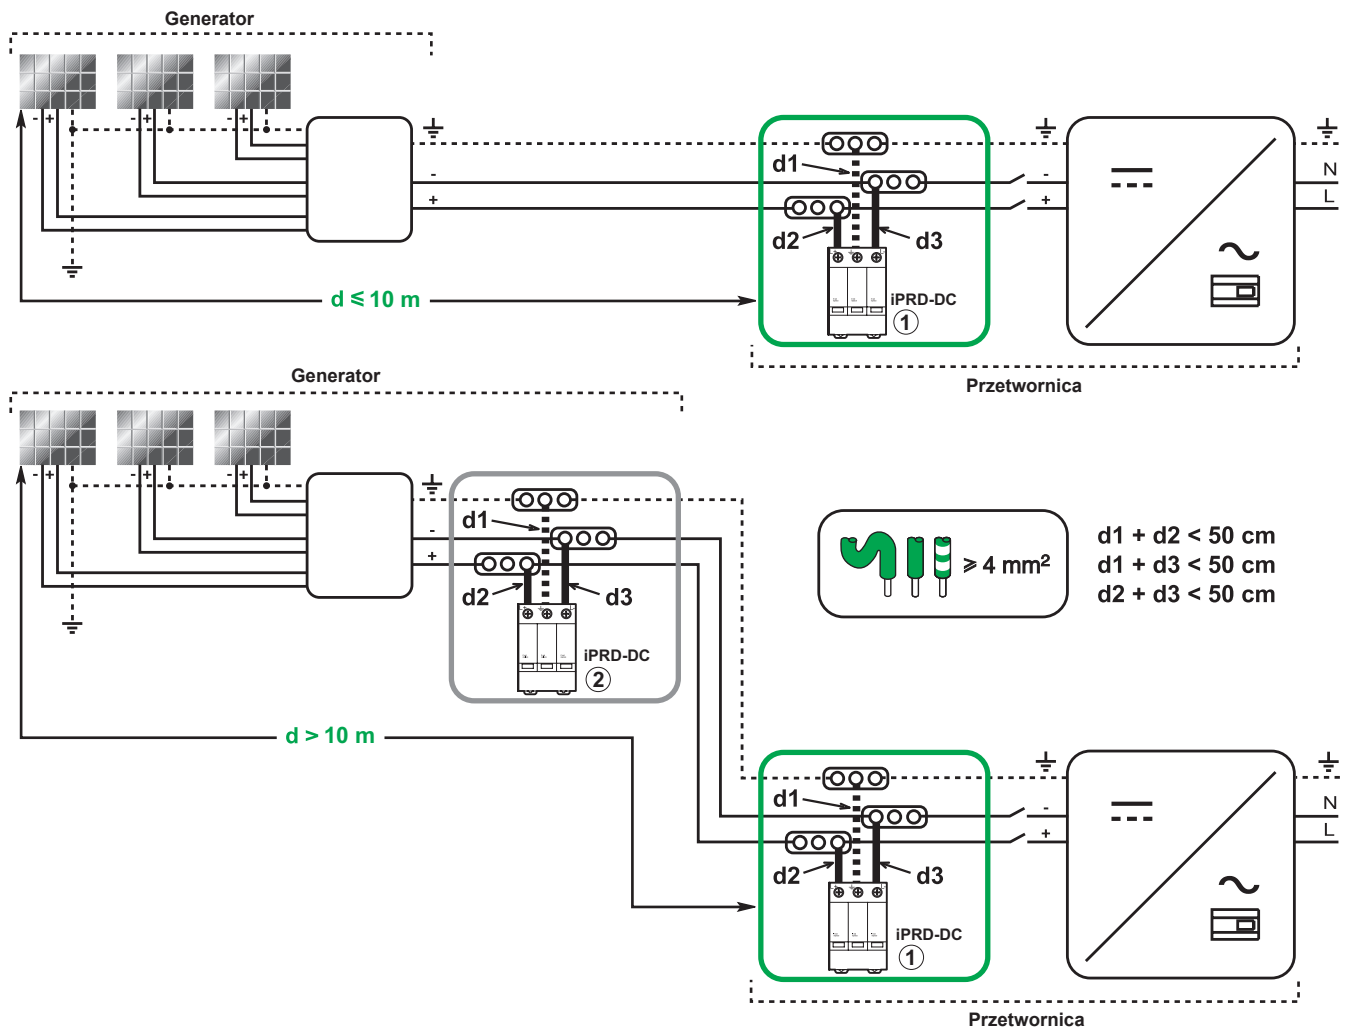 Generator
- +
- +
- +
-
+
d1
d2
d3
iPRD-DC
1
-
+
N
L
d ≤ 10 m
Przetwornica
Generator
- +
- +
- +
-
+
d1
d2
d3
iPRD-DC
2
≥ 4 mm²
d1 + d2 < 50 cm
d1 + d3 < 50 cm
d2 + d3 < 50 cm
d > 10 m
d1
d2
d3
iPRD-DC
1
-
+
N
L
Przetwornica